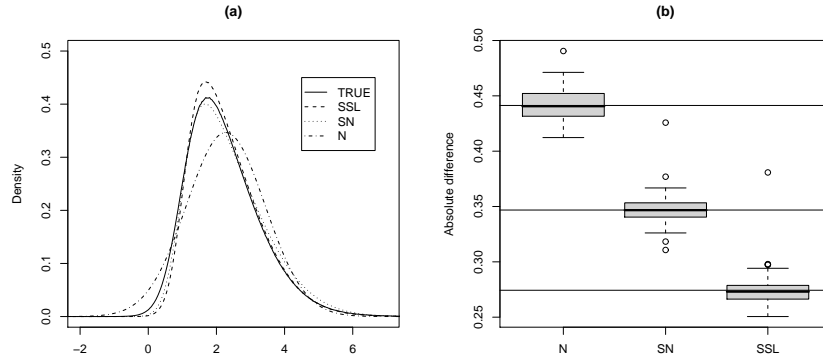 (a)
Density
0.5
0.4
0.3
0.2
0.1
0.0
TRUE
SSL
SN
N
−2 0 2 4 6
(b)
Absolute difference
0.50
0.45
0.40
0.35
0.30
0.25
N SN SSL